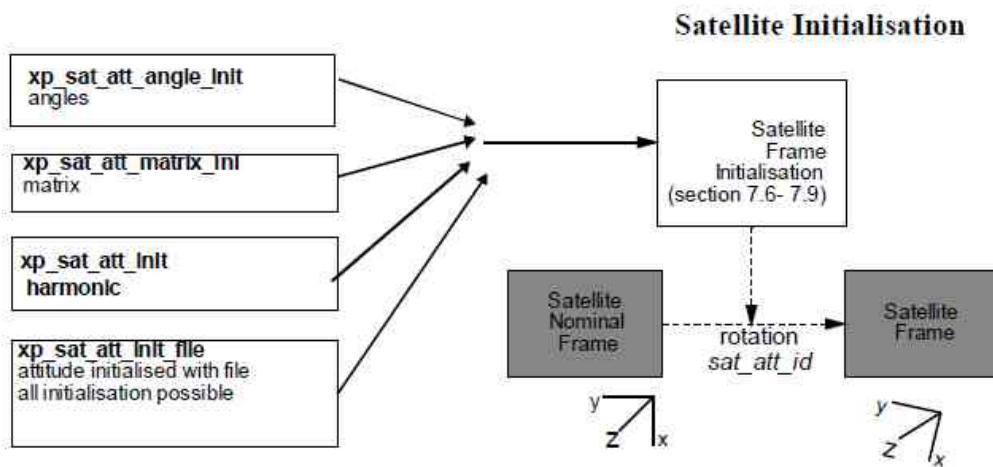 Satellite Initialisation
xp_sat_att_angle_init
angles
xp_sat_att_matrix_ini
matrix
xp_sat_att_init
harmonic
xp_sat_att_init_file
attitude initialised with file
all initialisation possible
Satellite
Frame
Initialisation
(section 7.6- 7.9)
Satellite
Nominal
Frame
rotation
sat_att_id
Satellite
Frame
y
z
x
y
z
x